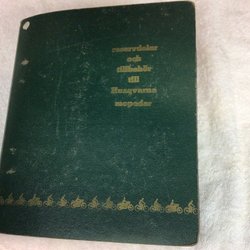 reservdelar
och
tillbehör
till
Husqvarna
mopeder